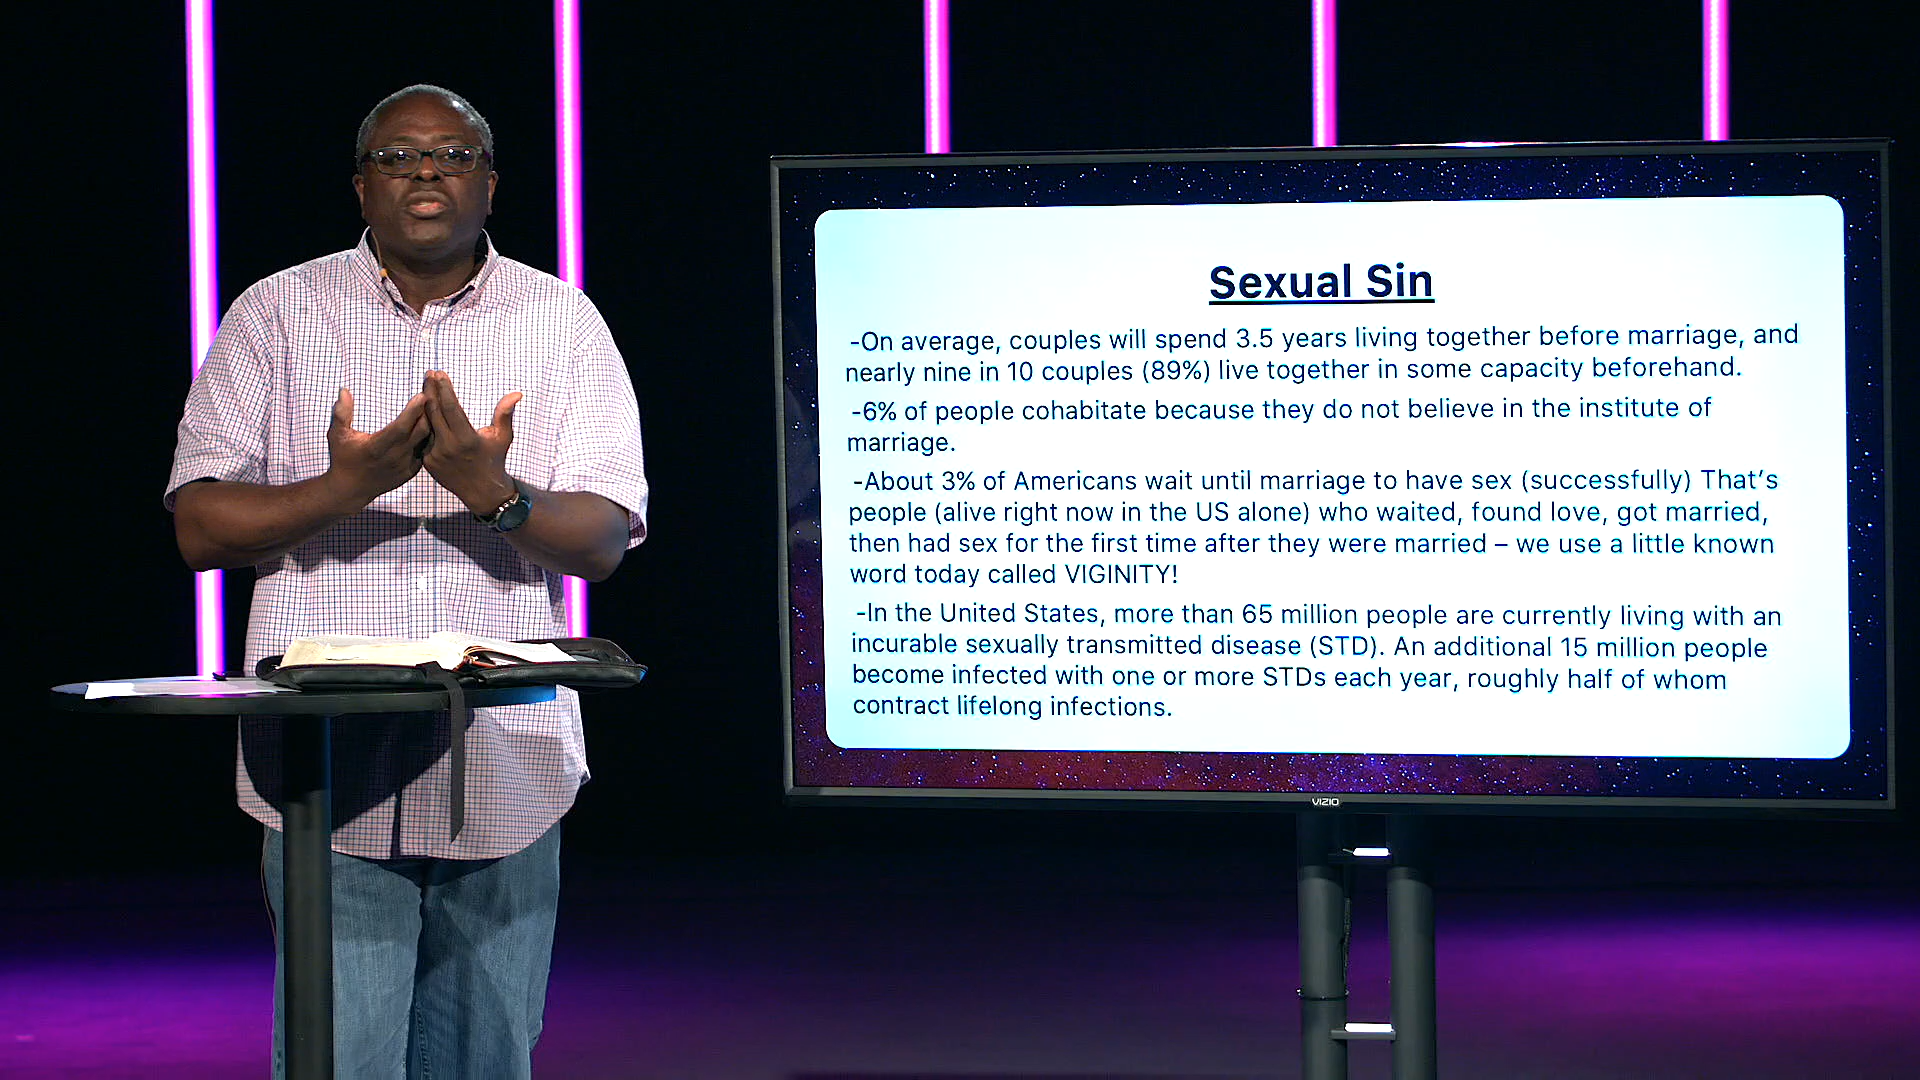 Sexual Sin
-On average, couples will spend 3.5 years living together before marriage, and
nearly nine in 10 couples (89%) live together in some capacity beforehand.
-6% of people cohabitate because they do not believe in the institute of
marriage.
-About 3% of Americans wait until marriage to have sex (successfully) That's
people (alive right now in the US alone) who waited, found love, got married,
then had sex for the first time after they were married – we use a little known
word today called VIGINITY!
-In the United States, more than 65 million people are currently living with an
incurable sexually transmitted disease (STD). An additional 15 million people
become infected with one or more STDs each year, roughly half of whom
contract lifelong infections.
VIZIO